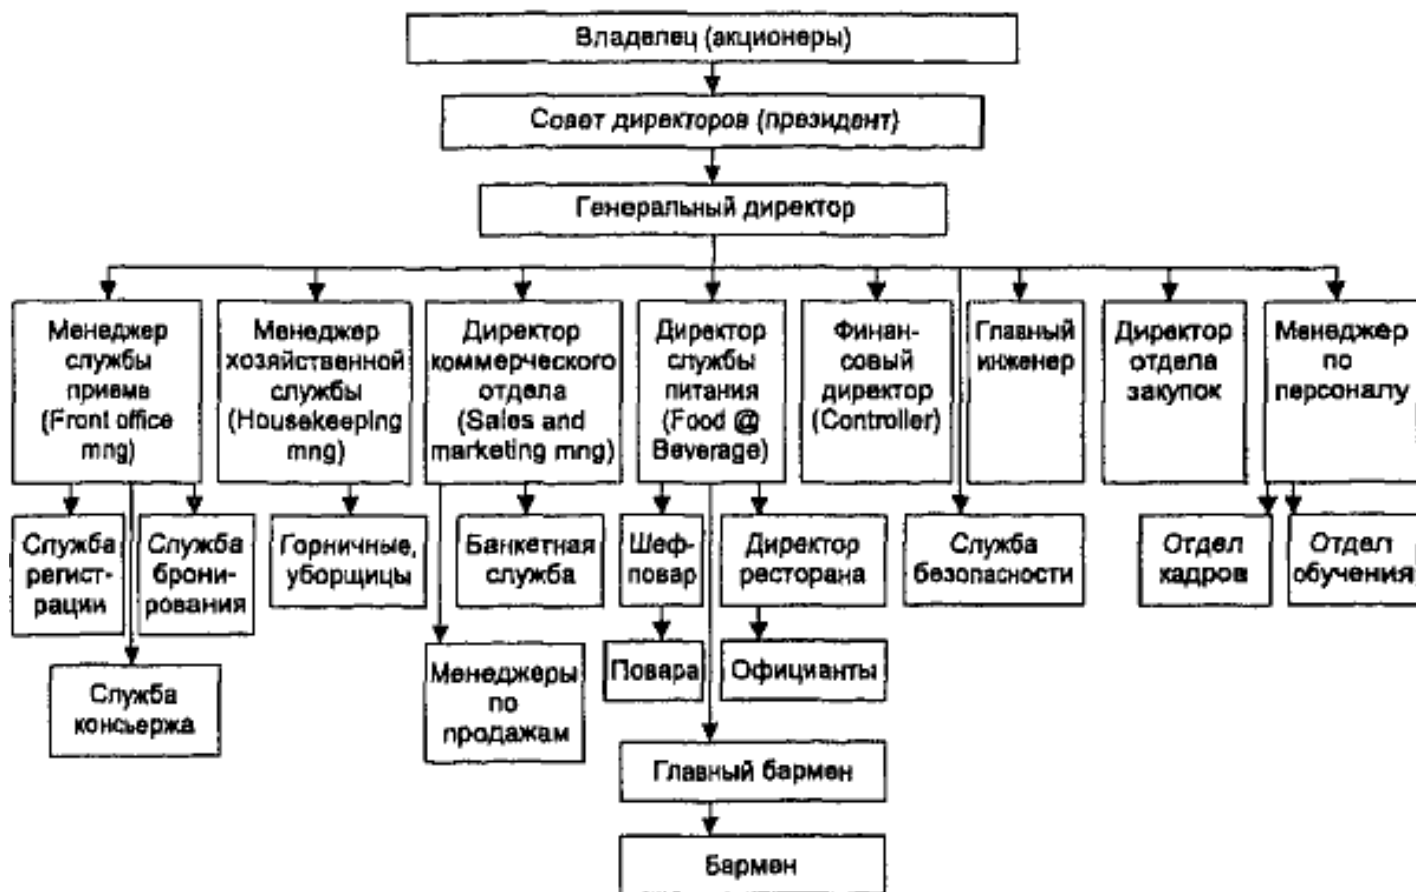 Владелец (акционеры)
Совет директоров (президент)
Генеральный директор
Менеджер
службы
приема
(Front office
mng)
Менеджер
хозяйственной
службы
(Housekeeping
mng)
Директор
коммерческого
отдела
(Sales and
marketing mng)
Директор
службы
питания
(Food @
Beverage)
Финан-
совый
директор
(Controller)
Главный
инженер
Директор
отдела
закупок
Менеджер
по
персоналу
Служба
регист-
рации
Служба
брони-
рования
Горничные,
уборщицы
Банкетная
служба
Шеф-
повар
Директор
ресторана
Служба
безопасности
Отдел
кадров
Отдел
обучения
Служба
консьержа
Менеджеры
по
продажам
Повара
Официанты
Главный бармен
Бармен